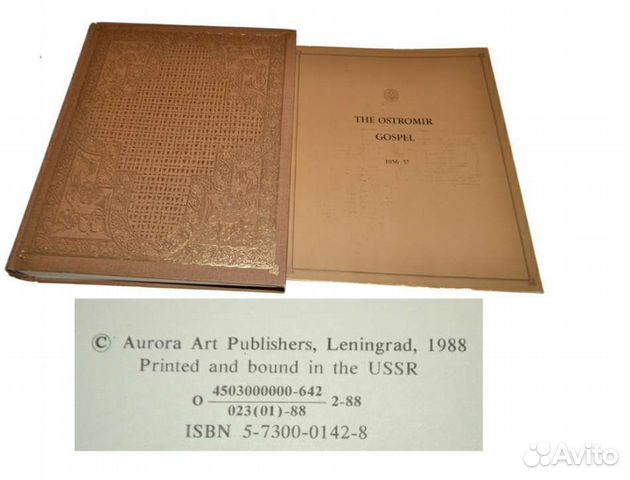 THE OSTROMIR
GOSPEL
1056-57
© Aurora Art Publishers, Leningrad, 1988
Printed and bound in the USSR
О 4503000000-642 2-88
023(01)-88
ISBN 5-7300-0142-8
Avito